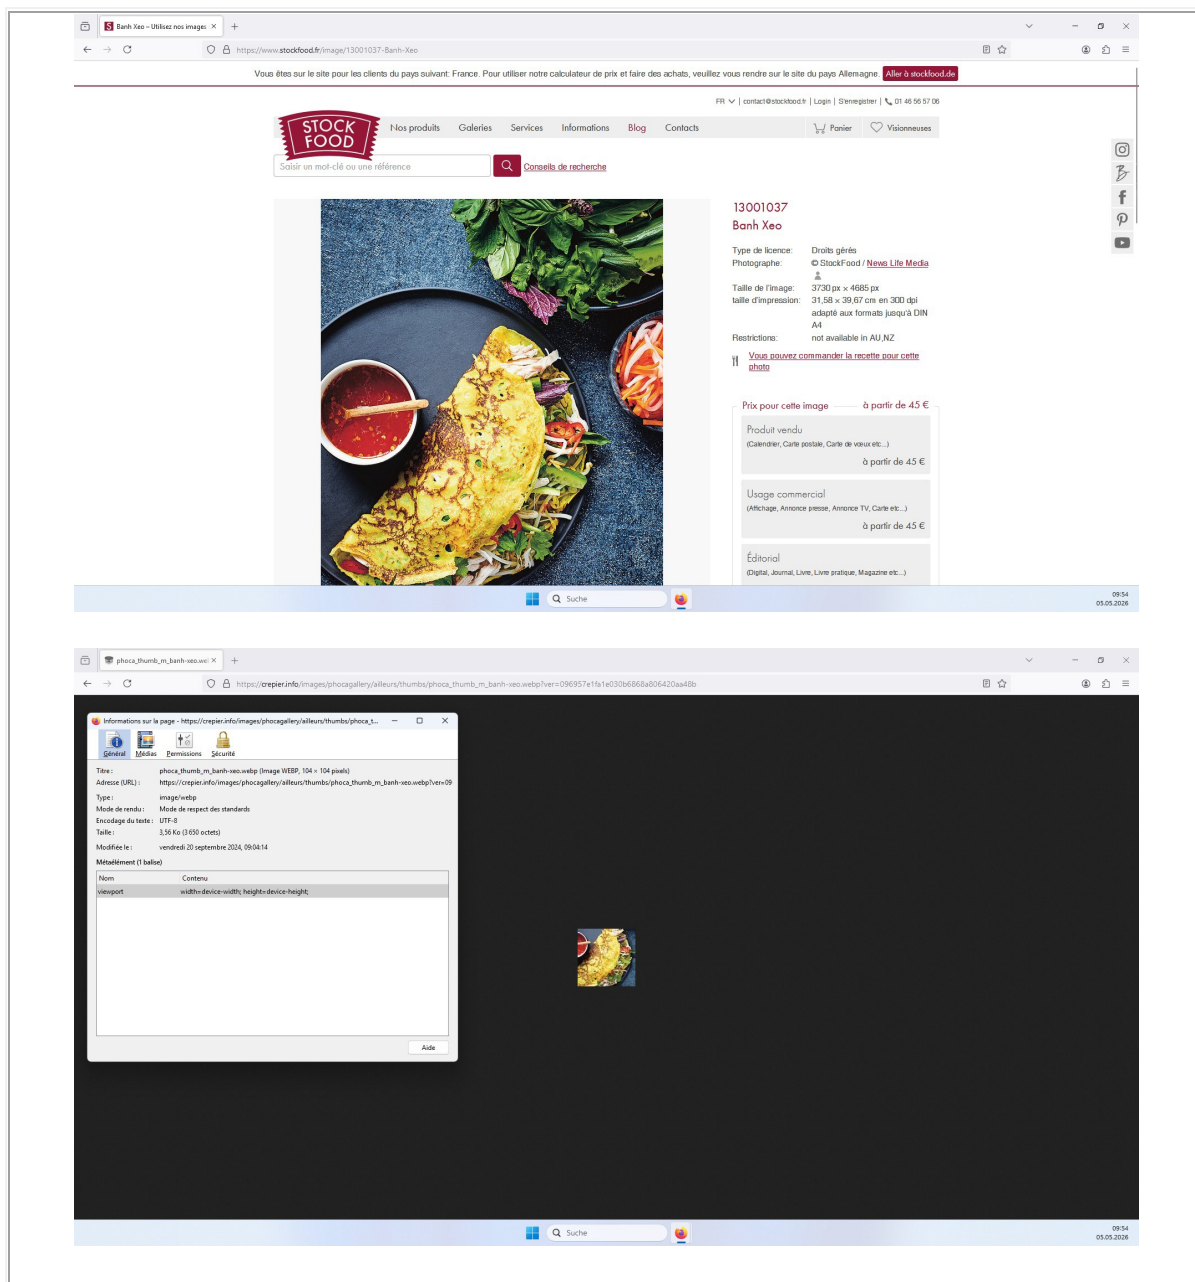 Banh Xeo – Utilisez nos images
https://www.stockfood.fr/image/13001037-Banh-Xeo
Vous êtes sur le site pour les clients du pays suivant: France. Pour utiliser notre calculateur de prix et faire des achats, veuillez vous rendre sur le site du pays Allemagne. Aller à stockfood.de
FR | contact@stockfood.fr | Login | S'enregistrer | 01 46 56 57 06
STOCK
FOOD
Nos produits Galeries Services Informations Blog Contacts Panier Visionneuses
Saisir un mot-clé ou une référence Conseils de recherche
13001037
Banh Xeo
Type de licence: Droits gérés
Photographe: © StockFood / News Life Media
Taille de l'image: 3730 px × 4685 px
taille d'impression: 31,58 × 39,67 cm en 300 dpi
adapté aux formats jusqu'à DIN
A4
Restrictions: not available in AU,NZ
Vous pouvez commander la recette pour cette
photo
Prix pour cette image à partir de 45 €
Produit vendu
(Calendrier, Carte postale, Carte de vœux etc...)
à partir de 45 €
Usage commercial
(Affichage, Annonce presse, Annonce TV, Carte etc...)
à partir de 45 €
Éditorial
(Digital, Journal, Livre, Livre pratique, Magazine etc...)
Suche
09:54
05.05.2026
phoca_thumb_m_banh-xeo.we
https://crepier.info/images/phocagallery/ailleurs/thumbs/phoca_thumb_m_banh-xeo.webp?ver=096957e1fa1e030b6868a806420aa48b
Informations sur la page - https://crepier.info/images/phocagallery/ailleurs/thumbs/phoca_t...
Général Médias Permissions Sécurité
Titre : phoca_thumb_m_banh-xeo.webp (Image WEBP, 104 × 104 pixels)
Adresse (URL) : https://crepier.info/images/phocagallery/ailleurs/thumbs/phoca_thumb_m_banh-xeo.webp?ver=09
Type : image/webp
Mode de rendu : Mode de respect des standards
Encodage du texte : UTF-8
Taille : 3,56 Ko (3 650 octets)
Modifiée le : vendredi 20 septembre 2024, 09:04:14
Métaélément (1 balise)
Nom Contenu
viewport width=device-width; height=device-height;
Aide
Suche
09:54
05.05.2026